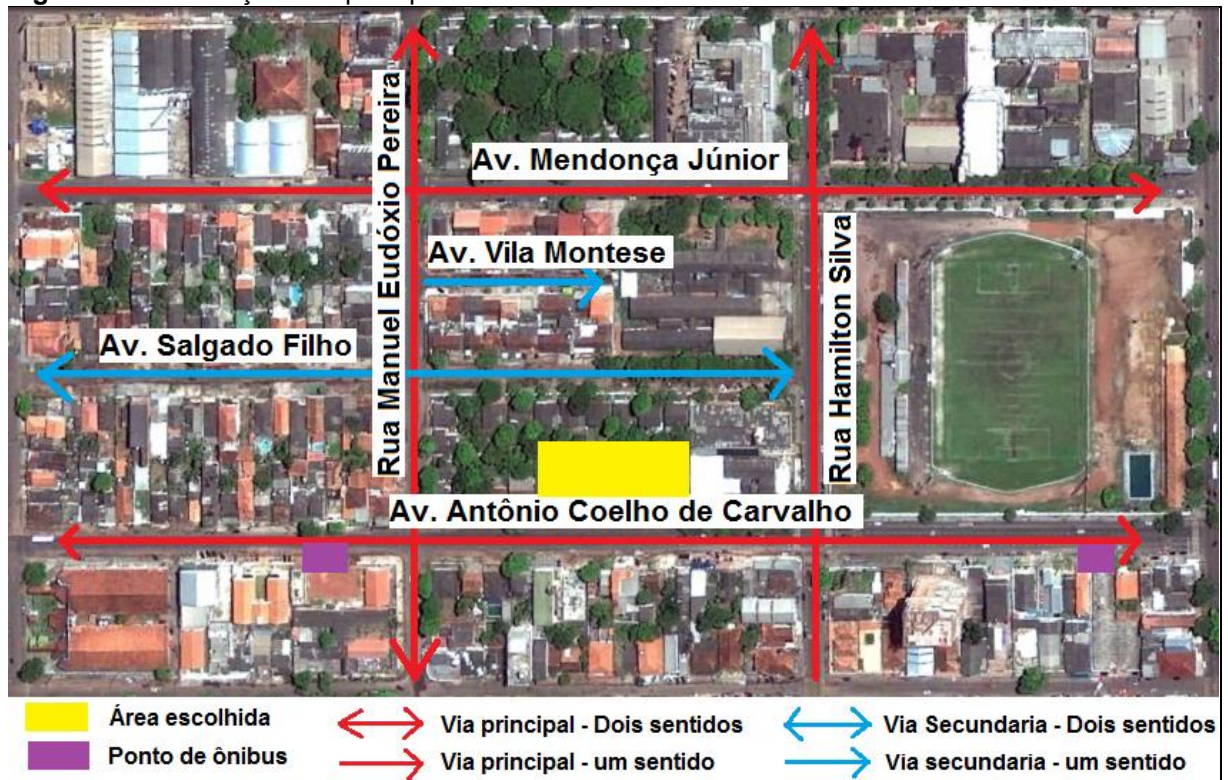 Av. Mendonça Júnior
Rua Manuel Eudóxio Pereira
Av. Vila Montese
Rua Hamilton Silva
Av. Salgado Filho
Av. Antônio Coelho de Carvalho
Área escolhida
Via principal - Dois sentidos
Via Secundaria - Dois sentidos
Ponto de ônibus
Via principal - um sentido
Via secundaria - um sentido